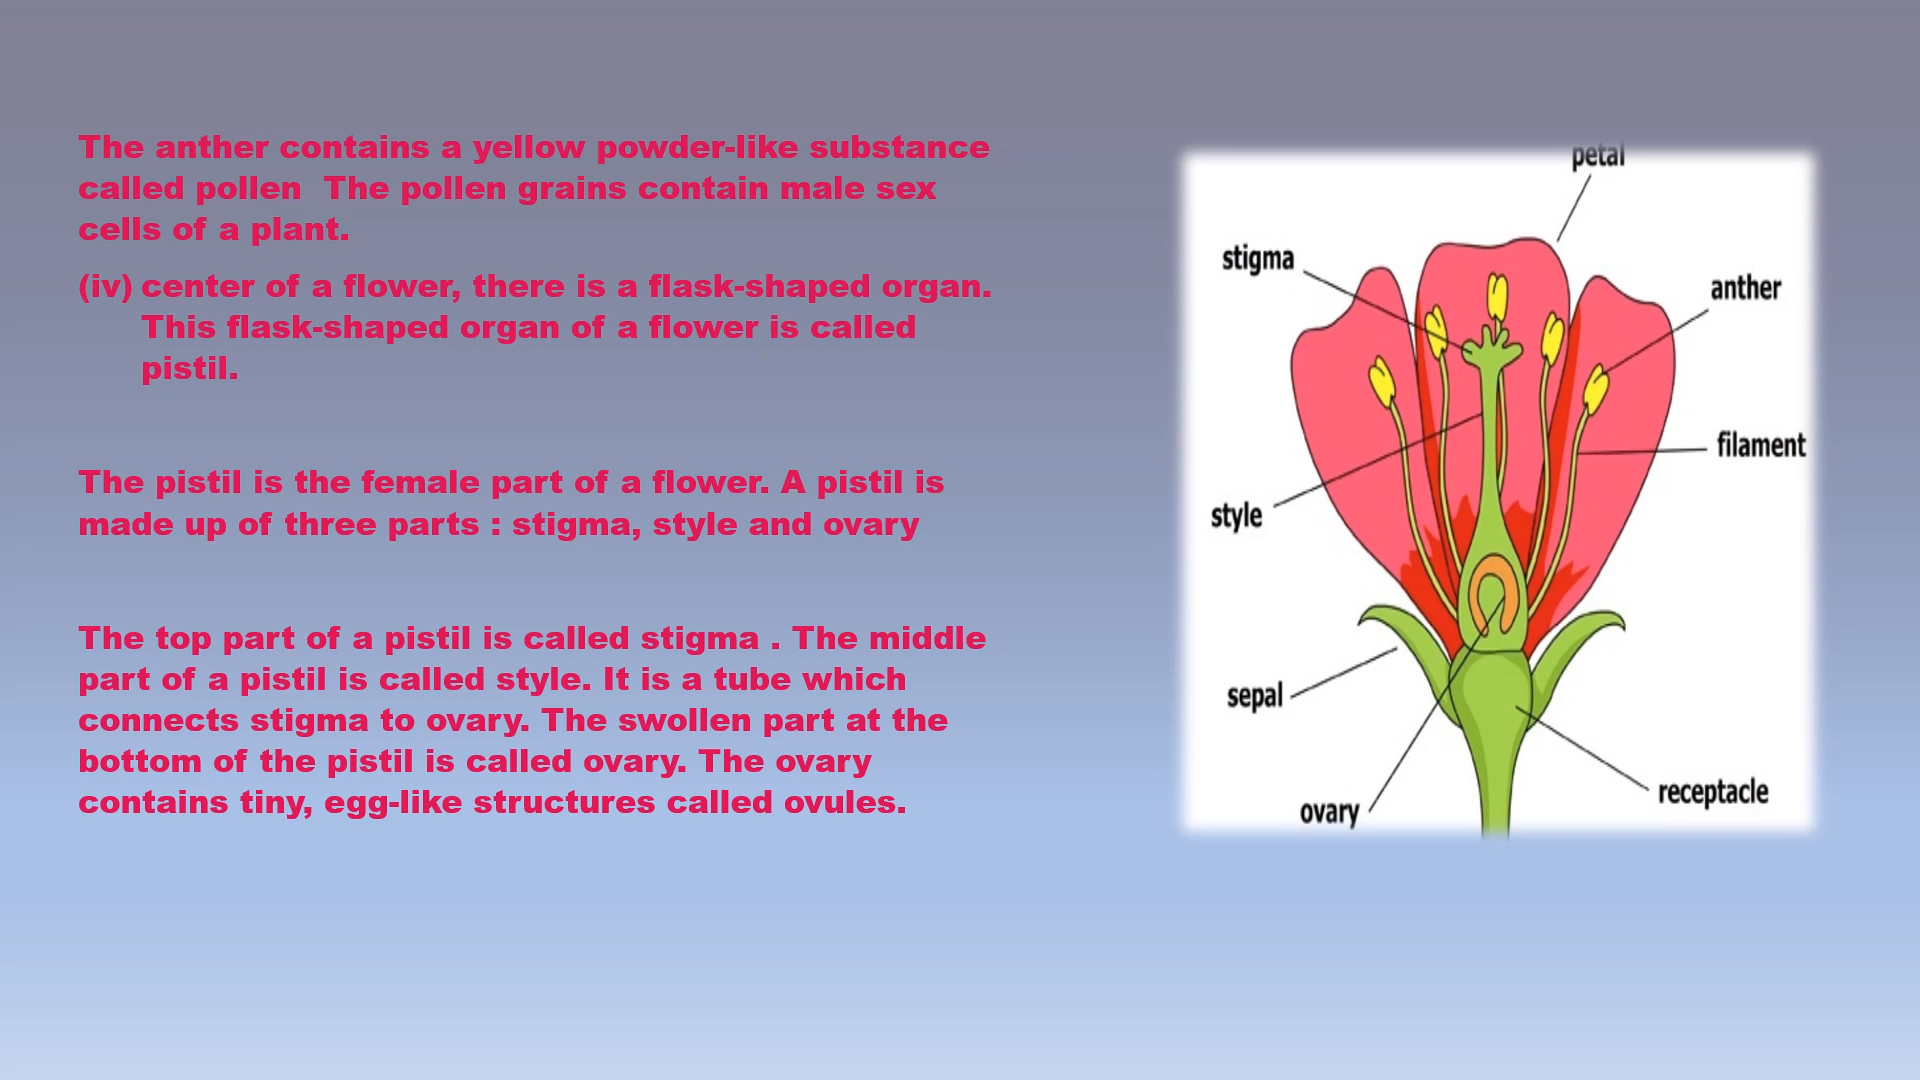 The anther contains a yellow powder-like substance
called pollen  The pollen grains contain male sex
cells of a plant.
(iv) center of a flower, there is a flask-shaped organ.
This flask-shaped organ of a flower is called
pistil.
The pistil is the female part of a flower. A pistil is
made up of three parts : stigma, style and ovary
The top part of a pistil is called stigma . The middle
part of a pistil is called style. It is a tube which
connects stigma to ovary. The swollen part at the
bottom of the pistil is called ovary. The ovary
contains tiny, egg-like structures called ovules.
petal
stigma
anther
filament
style
sepal
receptacle
ovary